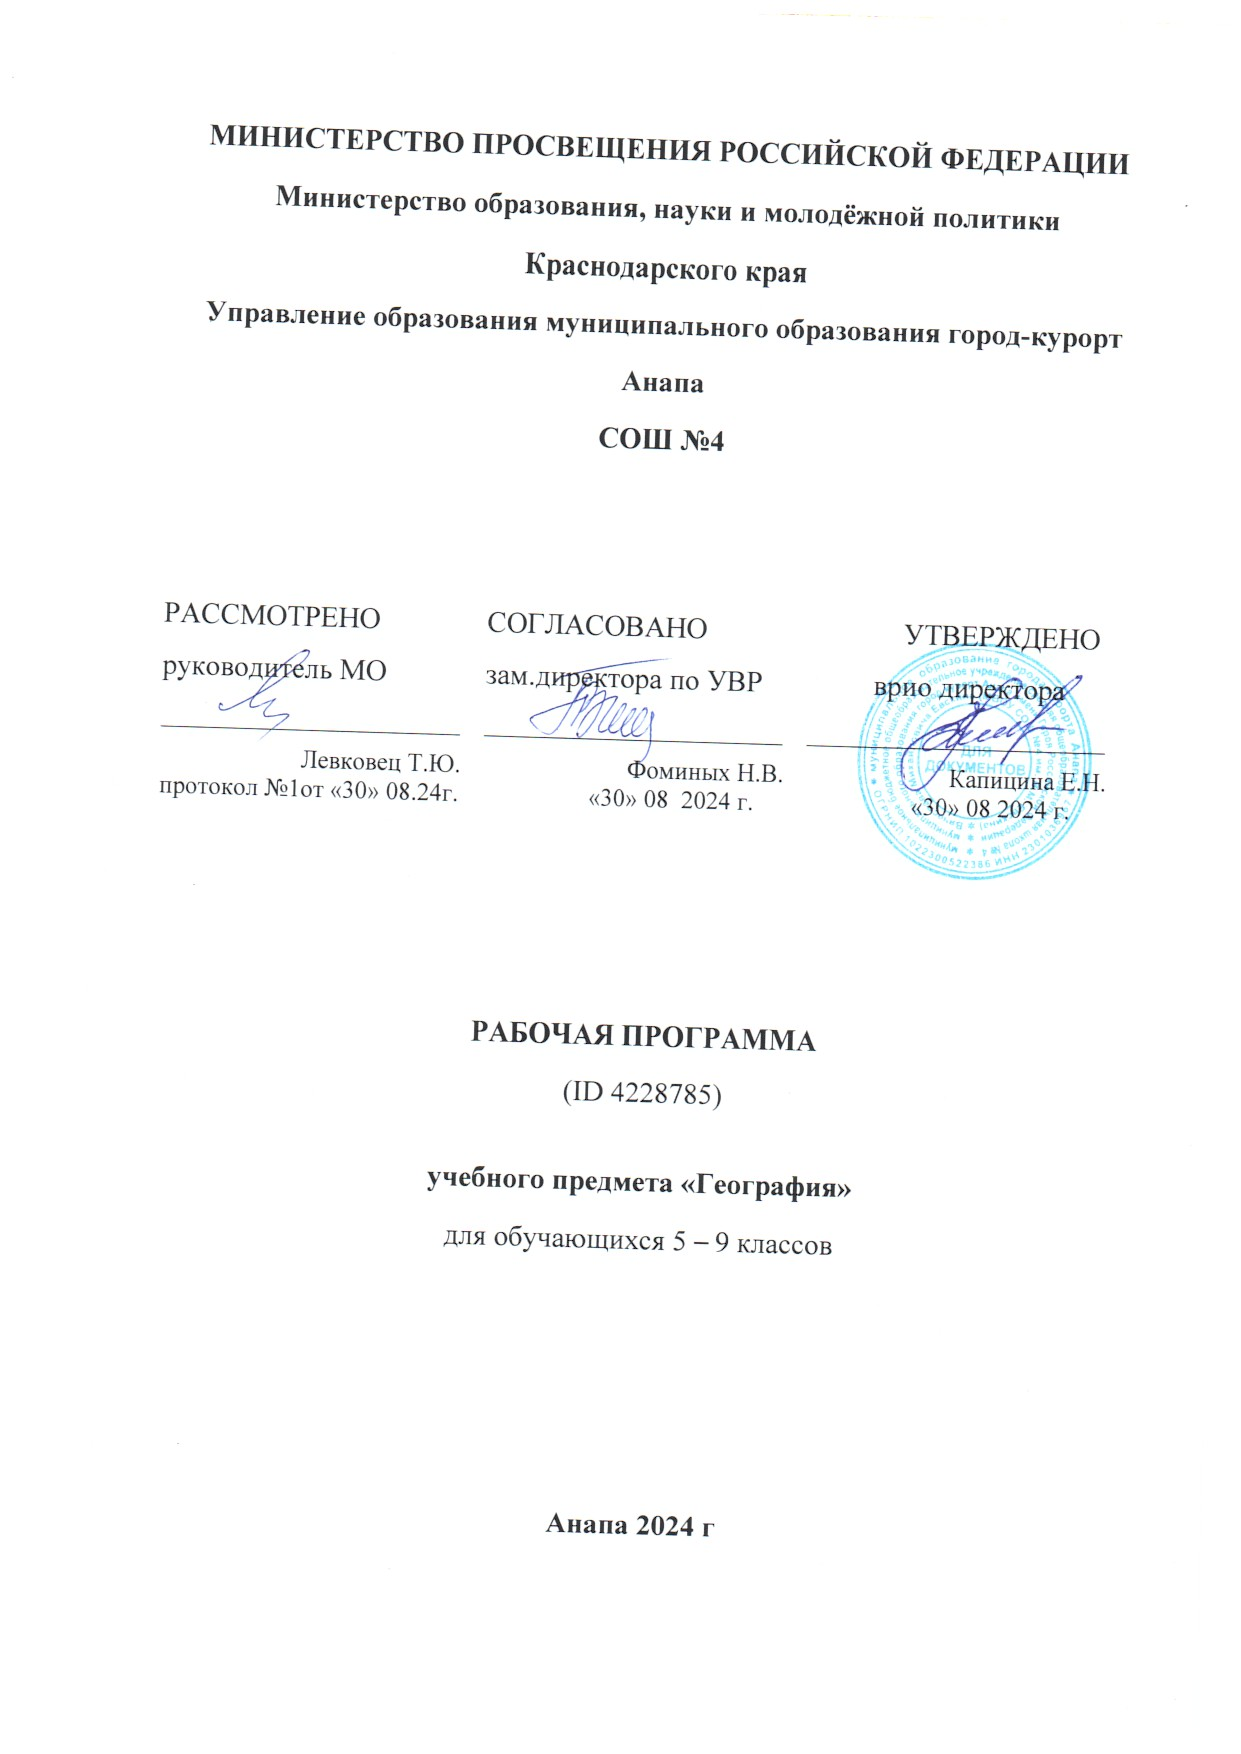 МИНИСТЕРСТВО ПРОСВЕЩЕНИЯ РОССИЙСКОЙ ФЕДЕРАЦИИ
Министерство образования, науки и молодёжной политики
Краснодарского края
Управление образования муниципального образования город-курорт
Анапа
СОШ №4
РАССМОТРЕНО
руководитель МО
Левковец Т.Ю.
протокол №1от «30» 08.24г.
СОГЛАСОВАНО
зам.директора по УВР
Фоминых Н.В.
«30» 08 2024 г.
УТВЕРЖДЕНО
врио директора
Капицина Е.Н.
«30» 08 2024 г.
ДЛЯ
ДОКУМЕНТОВ
РАБОЧАЯ ПРОГРАММА
(ID 4228785)
учебного предмета «География»
для обучающихся 5 – 9 классов
Анапа 2024 г